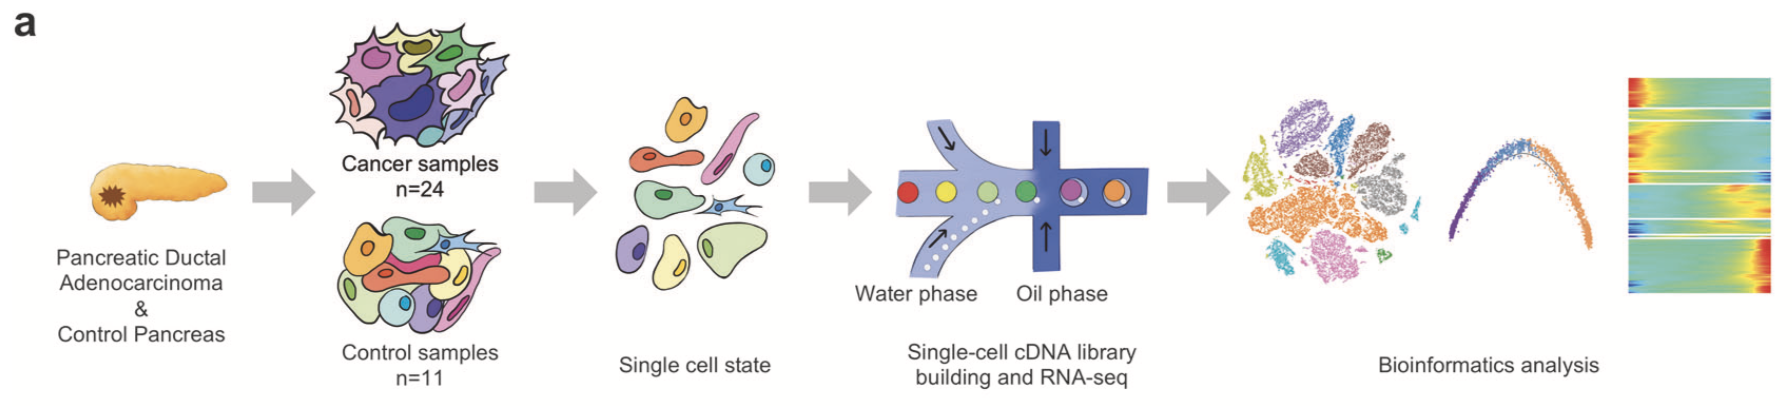 a
Pancreatic Ductal
Adenocarcinoma
&
Control Pancreas
Cancer samples
n=24
Control samples
n=11
Single cell state
Water phase
Oil phase
Single-cell cDNA library
building and RNA-seq
Bioinformatics analysis